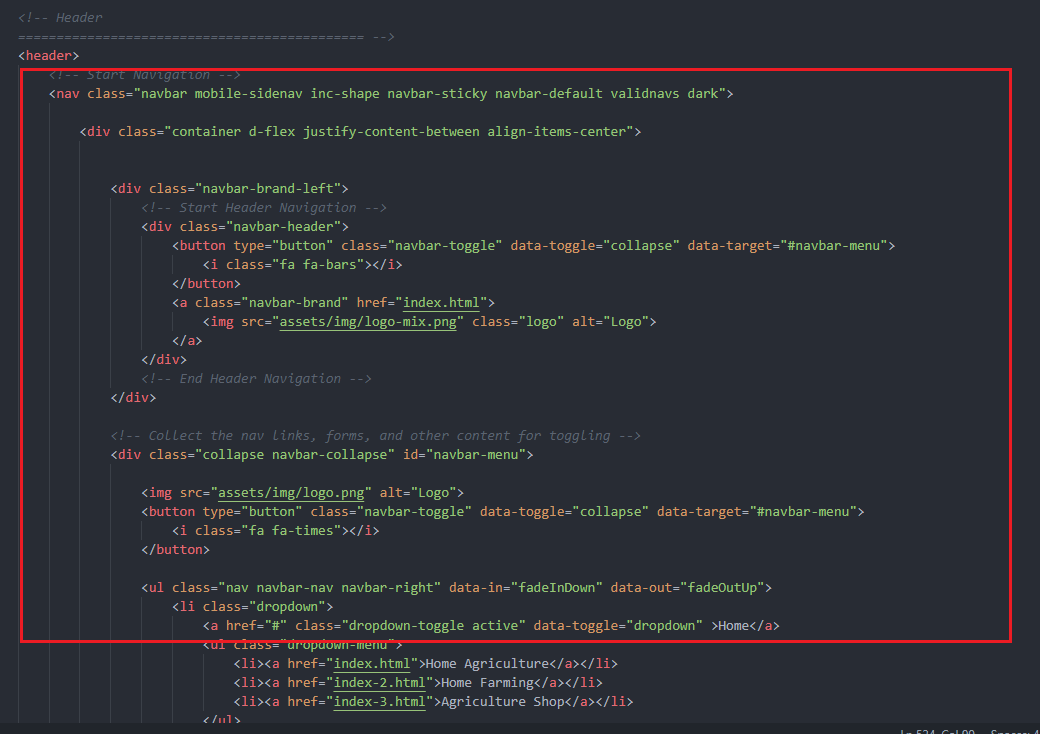 <!-- Header
============================================= -->
<header>
<!-- Start Navigation -->
<nav class="navbar mobile-sidenav inc-shape navbar-sticky navbar-default validnavs dark">
<div class="container d-flex justify-content-between align-items-center">
<div class="navbar-brand-left">
<!-- Start Header Navigation -->
<div class="navbar-header">
<button type="button" class="navbar-toggle" data-toggle="collapse" data-target="#navbar-menu">
<i class="fa fa-bars"></i>
</button>
<a class="navbar-brand" href="index.html">
<img src="assets/img/logo-mix.png" class="logo" alt="Logo">
</a>
</div>
<!-- End Header Navigation -->
</div>
<!-- Collect the nav links, forms, and other content for toggling -->
<div class="collapse navbar-collapse" id="navbar-menu">
<img src="assets/img/logo.png" alt="Logo">
<button type="button" class="navbar-toggle" data-toggle="collapse" data-target="#navbar-menu">
<i class="fa fa-times"></i>
</button>
<ul class="nav navbar-nav navbar-right" data-in="fadeInDown" data-out="fadeOutUp">
<li class="dropdown">
<a href="#" class="dropdown-toggle active" data-toggle="dropdown" >Home</a>
<ul class="dropdown-menu">
<li><a href="index.html">Home Agriculture</a></li>
<li><a href="index-2.html">Home Farming</a></li>
<li><a href="index-3.html">Agriculture Shop</a></li>
</ul>